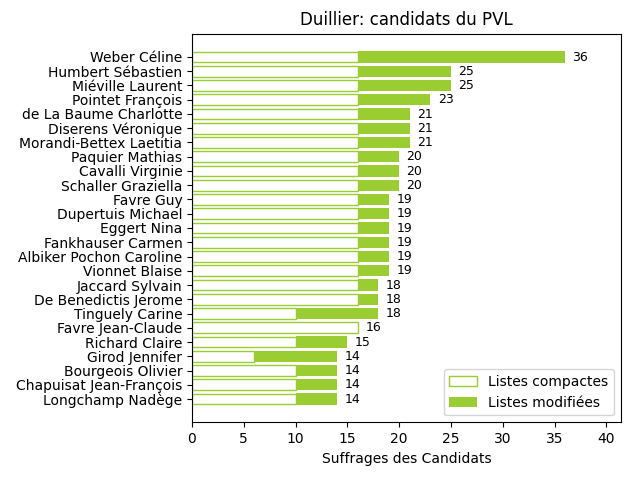 Duillier: candidats du PVL
Weber Céline 36
Humbert Sébastien 25
Miéville Laurent 25
Pointet François 23
de La Baume Charlotte 21
Diserens Véronique 21
Morandi-Bettex Laetitia 21
Paquier Mathias 20
Cavalli Virginie 20
Schaller Graziella 20
Favre Guy 19
Dupertuis Michael 19
Eggert Nina 19
Fankhauser Carmen 19
Albiker Pochon Caroline 19
Vionnet Blaise 19
Jaccard Sylvain 18
De Benedictis Jerome 18
Tinguely Carine 18
Favre Jean-Claude 16
Richard Claire 15
Girod Jennifer 14
Bourgeois Olivier 14
Chapuisat Jean-François 14
Longchamp Nadège 14
Listes compactes
Listes modifiées
0 5 10 15 20 25 30 35 40
Suffrages des Candidats